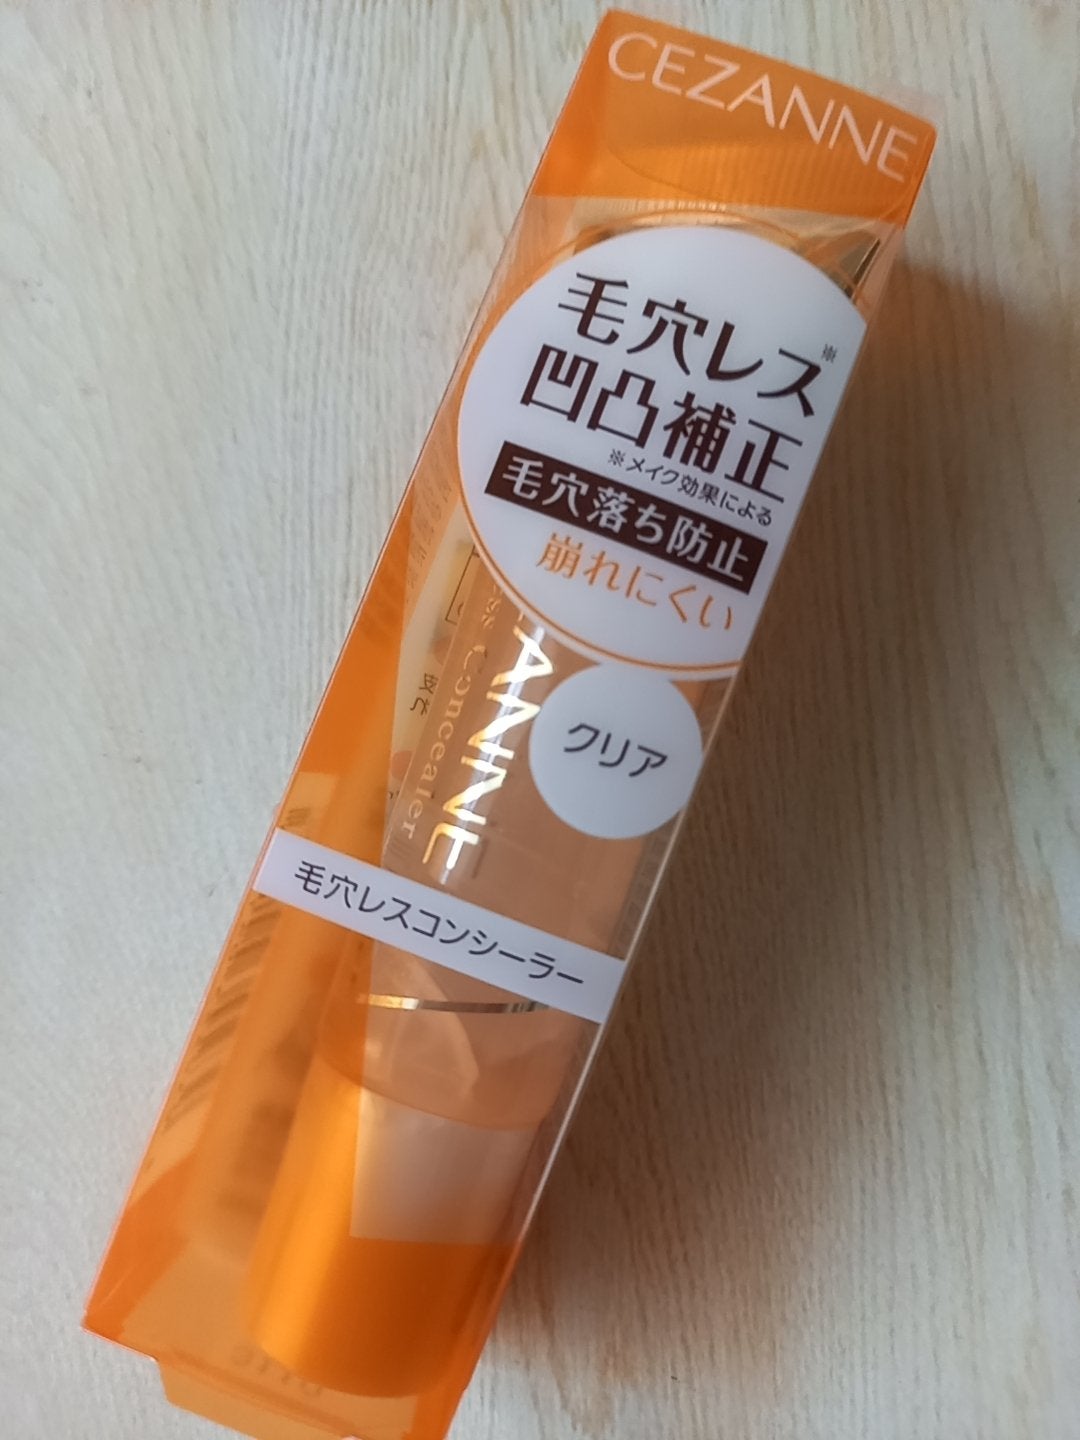 CEZANNE
毛穴レス※
凹凸補正
※メイク効果による
毛穴落ち防止
崩れにくい
クリア
ANNE
Concealer
毛穴レスコンシーラー